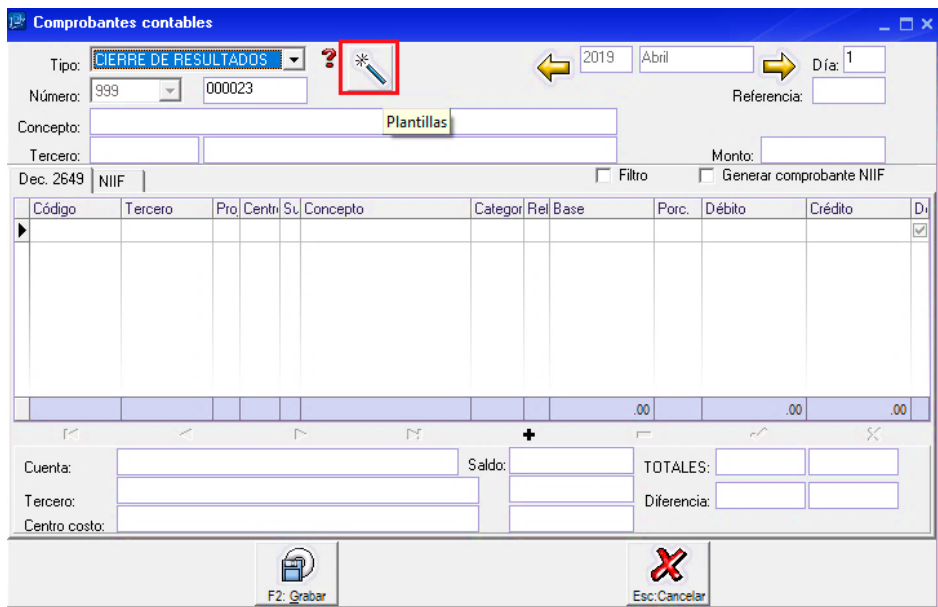 Comprobantes contables
Tipo: CIERRE DE RESULTADOS ? 2019 Abril Día: 1
Número: 999 000023 Referencia:
Concepto: Plantillas
Tercero: Monto:
Dec. 2649 NIIF Filtro Generar comprobante NIIF
Código Tercero Pro Centr Su Concepto Categor Rel Base Porc. Débito Crédito
.00 .00 .00
Cuenta: Saldo: TOTALES:
Tercero: Diferencia:
Centro costo:
F2: Grabar Esc:Cancelar